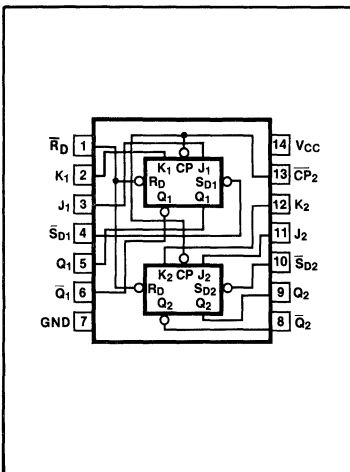 R̅D 1
K1 2
J1 3
S̅D1 4
Q1 5
Q̅1 6
GND 7
K1 CP J1
RD SD1
Q1 Q1
K2 CP J2
RD SD2
Q2 Q2
14 VCC
13 C̅P̅2
12 K2
11 J2
10 S̅D2
9 Q2
8 Q̅2